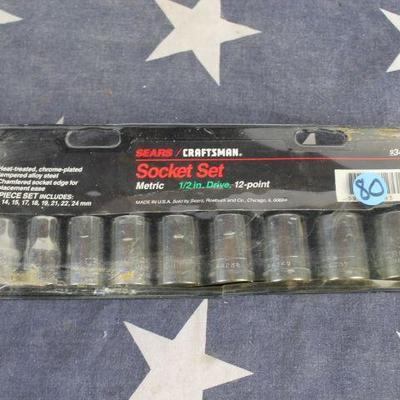 SEARS / CRAFTSMAN®
Socket Set
Metric 1/2 in. Drive, 12-point
MADE IN U.S.A. Sold by Sears, Roebuck and Co., Chicago, IL 60684
934
80
Heat-treated, chrome-plated
tempered alloy steel
Chamfered socket edge for
placement ease
PIECE SET INCLUDES:
14, 15, 17, 18, 19, 21, 22, 24 mm